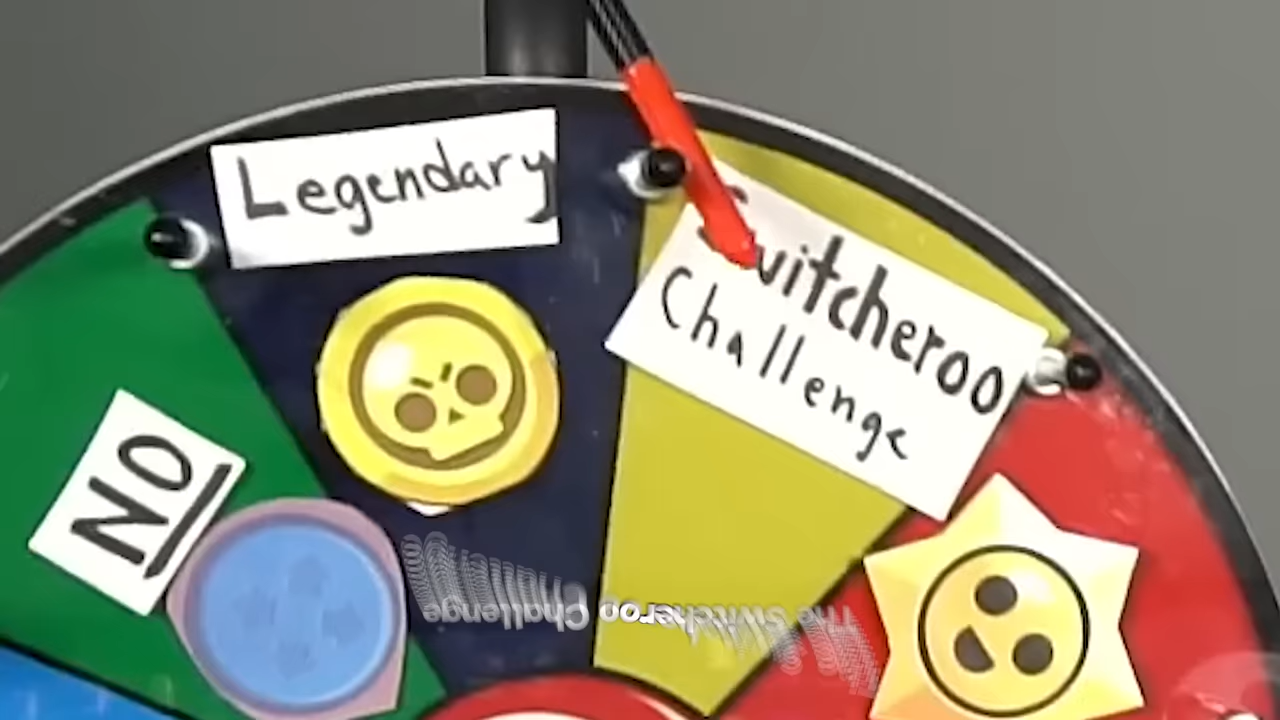 Legendary
Switcheroo
Challenge
NO
The Switcheroo Challenge